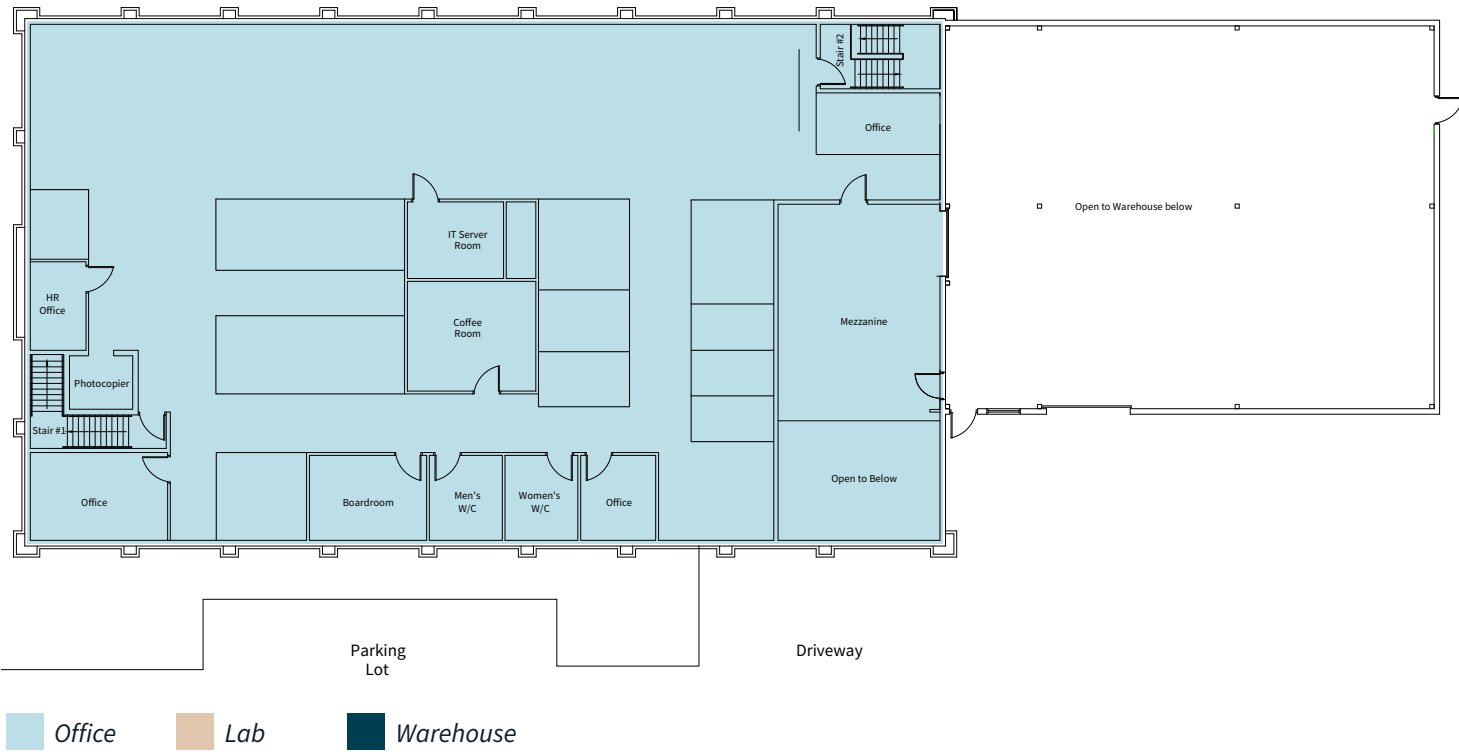 Stair #2
Office
Open to Warehouse below
IT Server
Room
HR
Office
Coffee
Room
Mezzanine
Photocopier
Stair #1
Office
Boardroom
Men's
W/C
Women's
W/C
Office
Open to Below
Parking
Lot
Driveway
Office
Lab
Warehouse